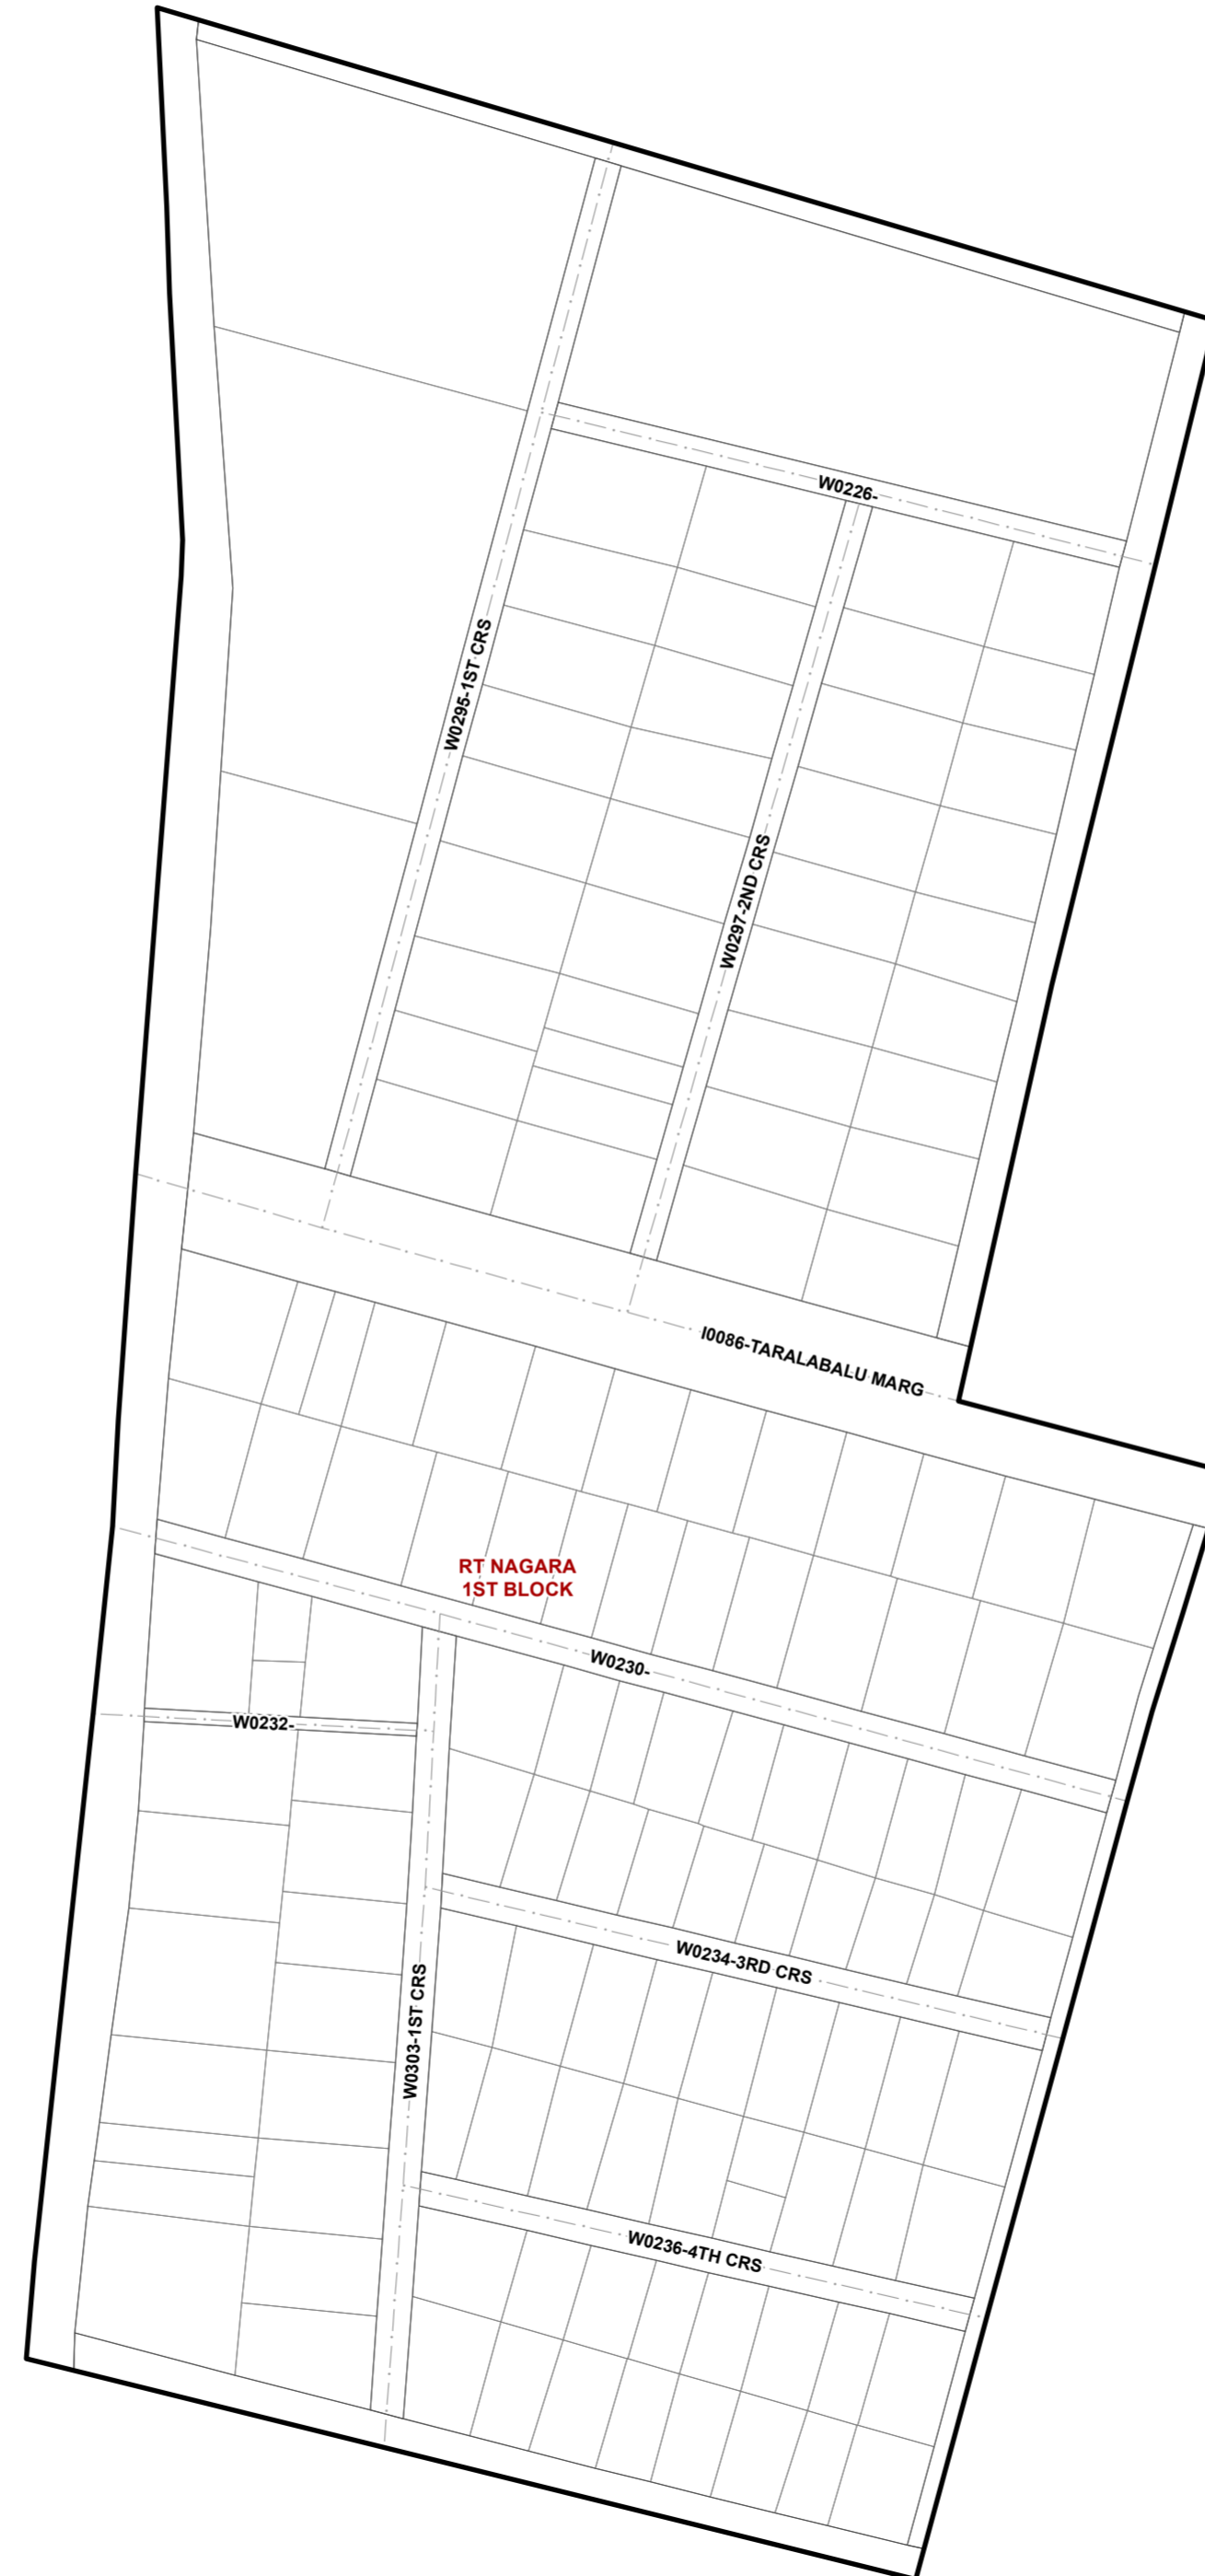 W0226-
W0295-1ST CRS
W0297-2ND CRS
I0086-TARALABALU MARG
RT NAGARA
1ST BLOCK
W0230-
W0232-
W0234-3RD CRS
W0303-1ST CRS
W0236-4TH CRS